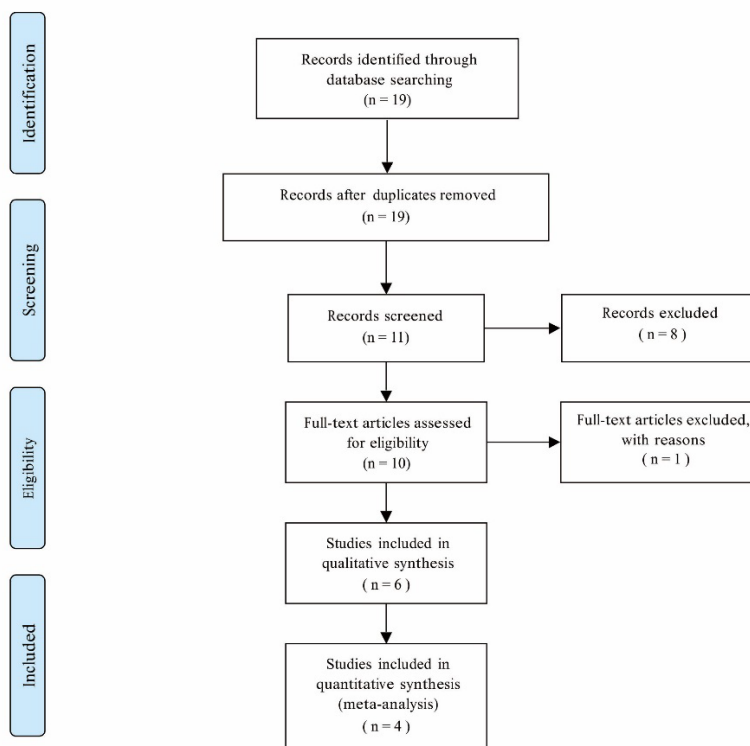 Identification
Records identified through
database searching
(n = 19)
Records after duplicates removed
(n = 19)
Screening
Records screened
(n = 11)
Records excluded
( n = 8 )
Eligibility
Full-text articles assessed
for eligibility
(n = 10)
Full-text articles excluded,
with reasons
( n = 1 )
Studies included in
qualitative synthesis
( n = 6 )
Included
Studies included in
quantitative synthesis
(meta-analysis)
( n = 4 )